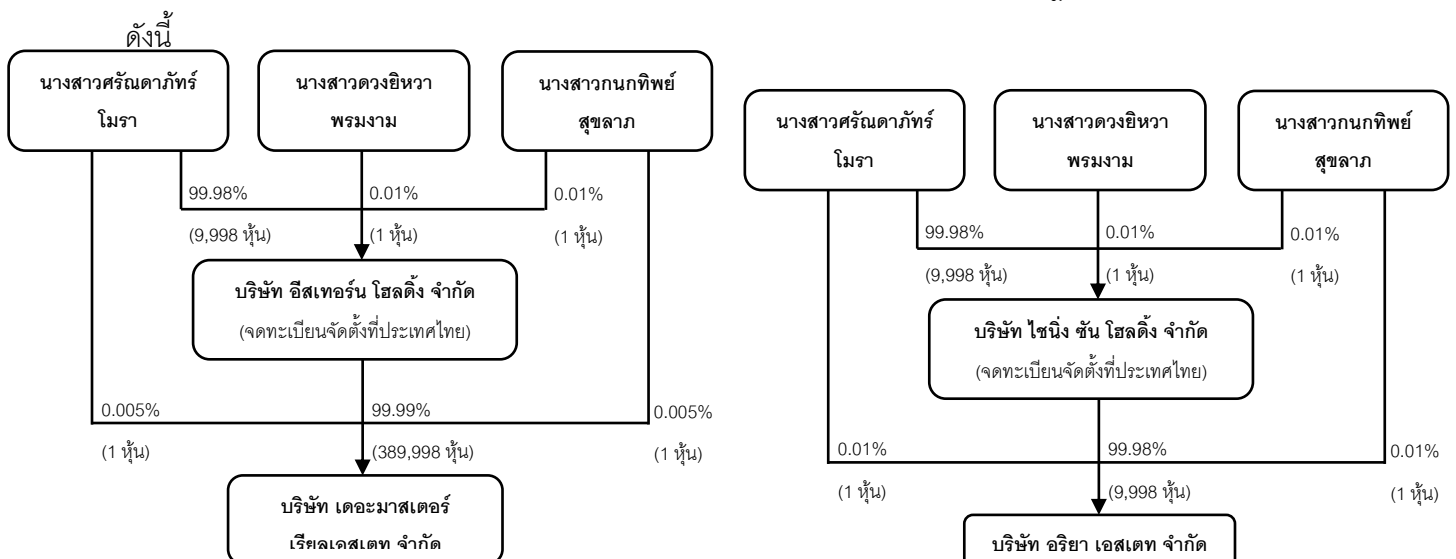 ดังนี้
นางสาวศรัณดาภัทร์
โมรา
นางสาวดวงยิหวา
พรมงาม
นางสาวกนกทิพย์
สุขลาภ
99.98%
0.01%
0.01%
(9,998 หุ้น)
(1 หุ้น)
(1 หุ้น)
บริษัท อีสเทอร์น โฮลดิ้ง จำกัด
(จดทะเบียนจัดตั้งที่ประเทศไทย)
0.005%
99.99%
0.005%
(1 หุ้น)
(389,998 หุ้น)
(1 หุ้น)
บริษัท เดอะมาสเตอร์
เรียลเอสเตท จำกัด
นางสาวศรัณดาภัทร์
โมรา
นางสาวดวงยิหวา
พรมงาม
นางสาวกนกทิพย์
สุขลาภ
99.98%
0.01%
0.01%
(9,998 หุ้น)
(1 หุ้น)
(1 หุ้น)
บริษัท ไชนิ่ง ซัน โฮลดิ้ง จำกัด
(จดทะเบียนจัดตั้งที่ประเทศไทย)
0.01%
99.98%
0.01%
(1 หุ้น)
(9,998 หุ้น)
(1 หุ้น)
บริษัท อริยา เอสเตท จำกัด